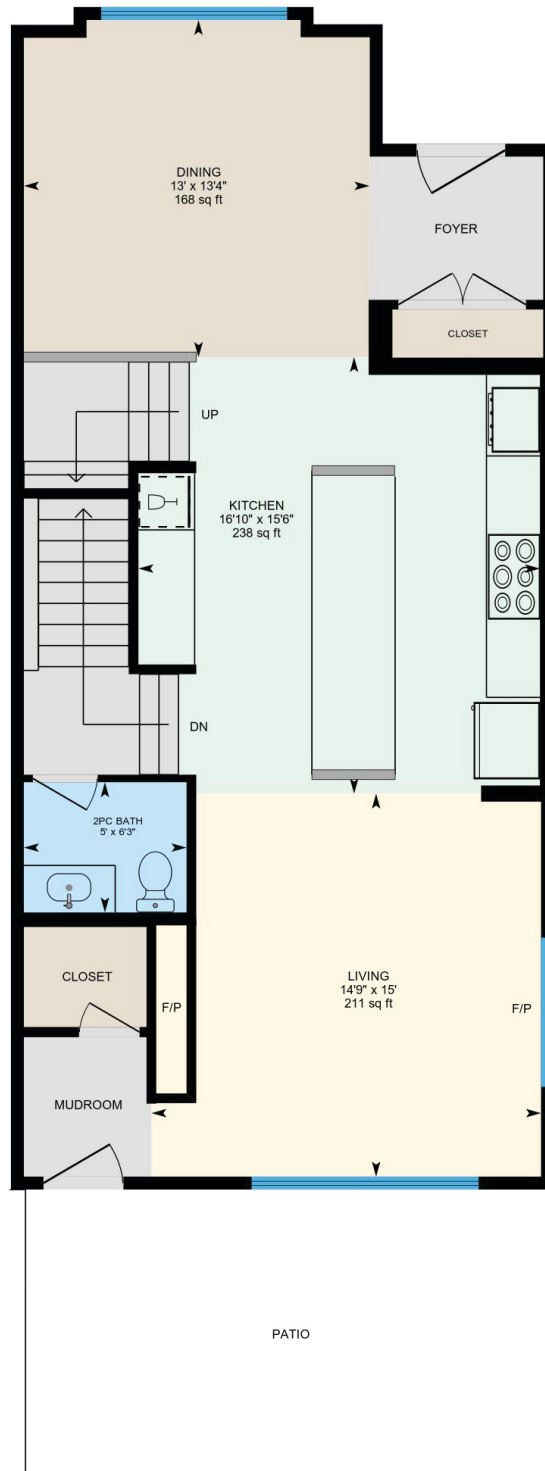 DINING
13' x 13'4"
168 sq ft
FOYER
CLOSET
UP
KITCHEN
16'10" x 15'6"
238 sq ft
DN
2PC BATH
5' x 6'3"
CLOSET
F/P
LIVING
14'9" x 15'
211 sq ft
F/P
MUDROOM
PATIO